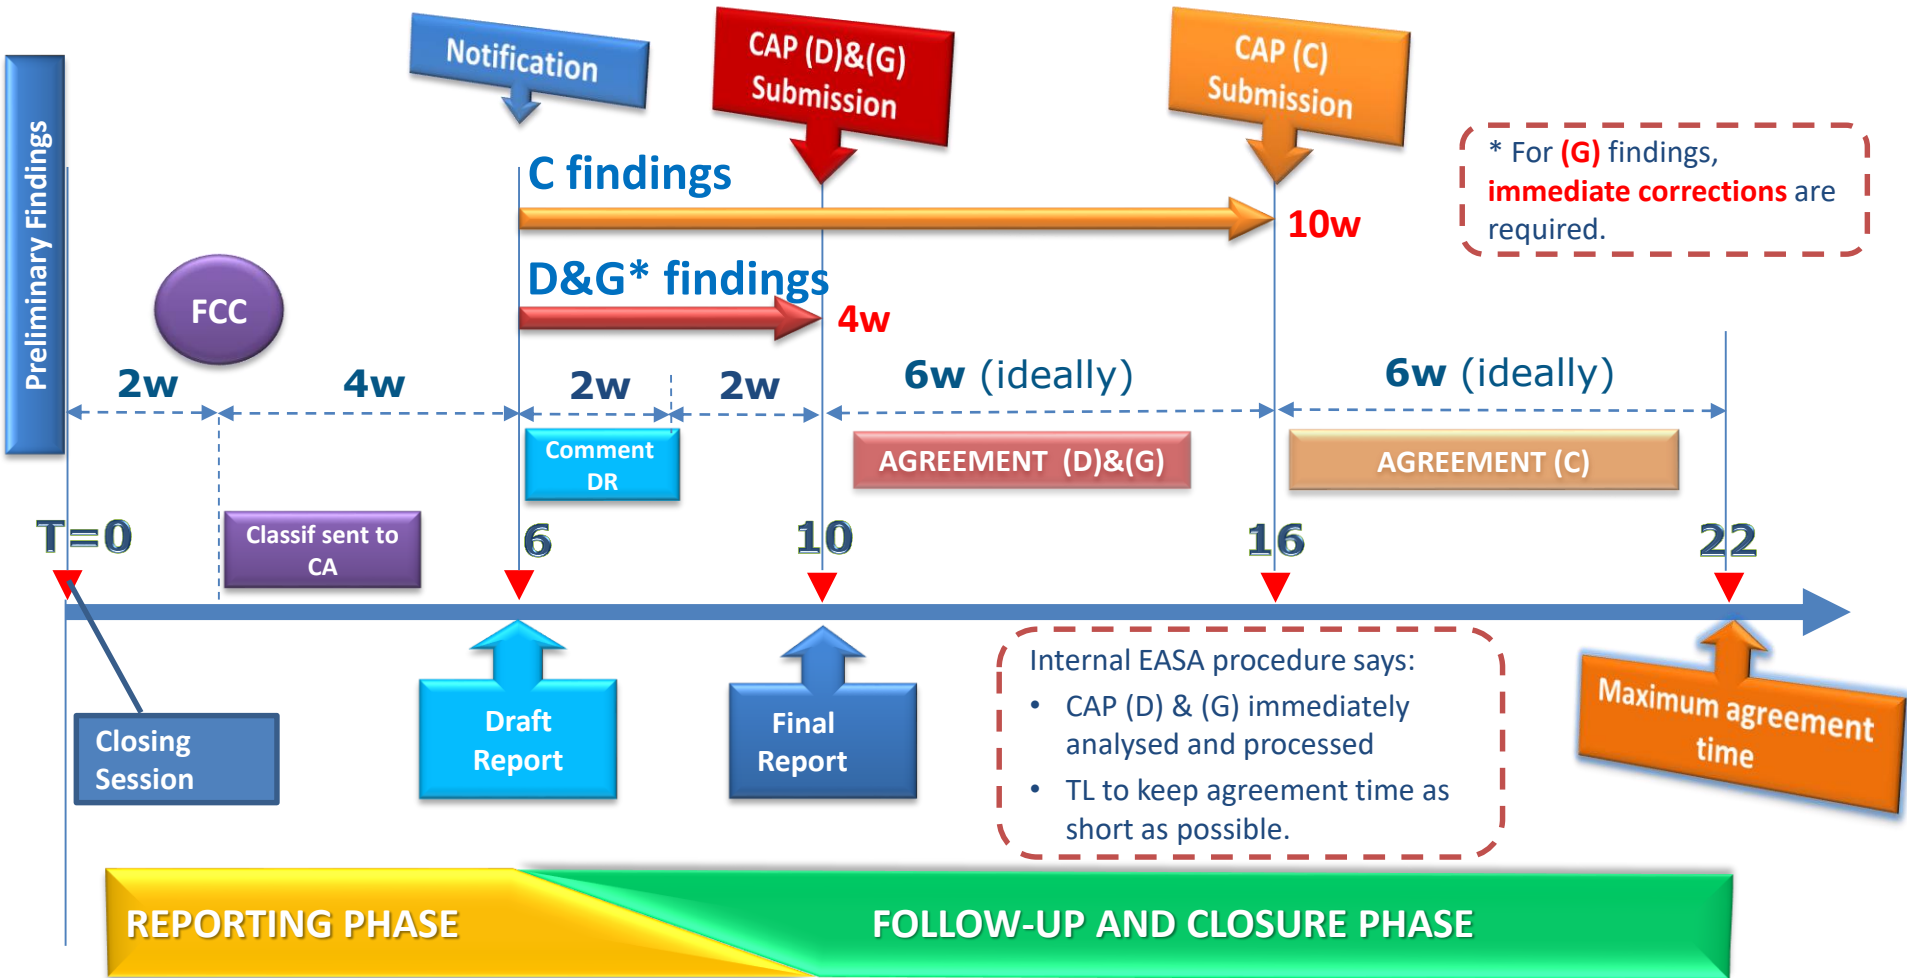 Preliminary Findings
Notification
CAP (D)&(G)
Submission
CAP (C)
Submission
* For (G) findings,
immediate corrections are
required.
C findings
10w
D&G* findings
4w
FCC
2w
4w
2w
2w
6w (ideally)
6w (ideally)
Comment
DR
AGREEMENT (D)&(G)
AGREEMENT (C)
Classif sent to
CA
T=0
6
10
16
22
Closing
Session
Draft
Report
Final
Report
Internal EASA procedure says:
• CAP (D) & (G) immediately
analysed and processed
• TL to keep agreement time as
short as possible.
Maximum agreement
time
REPORTING PHASE
FOLLOW-UP AND CLOSURE PHASE